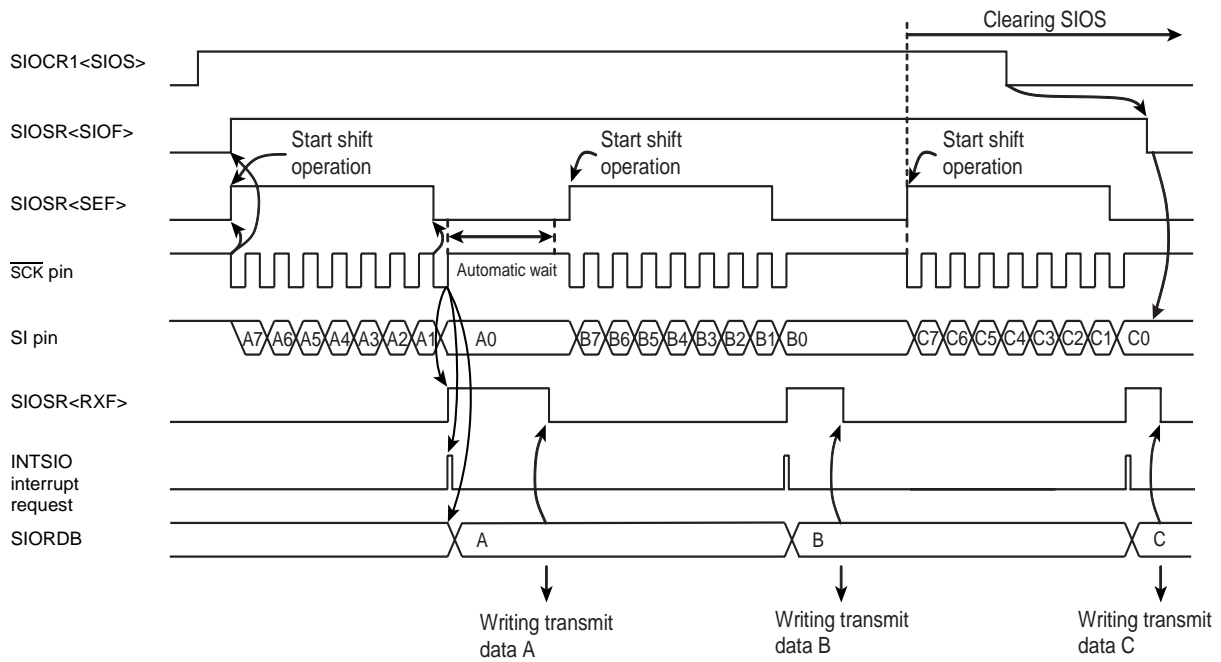 Clearing SIOS
SIOCR1<SIOS>
SIOSR<SIOF>
Start shift
operation
Start shift
operation
Start shift
operation
SIOSR<SEF>
SCK pin
Automatic wait
SI pin
A7 A6 A5 A4 A3 A2 A1 A0 B7 B6 B5 B4 B3 B2 B1 B0 C7 C6 C5 C4 C3 C2 C1 C0
SIOSR<RXF>
INTSIO
interrupt
request
SIORDB
A B C
Writing transmit
data A
Writing transmit
data B
Writing transmit
data C